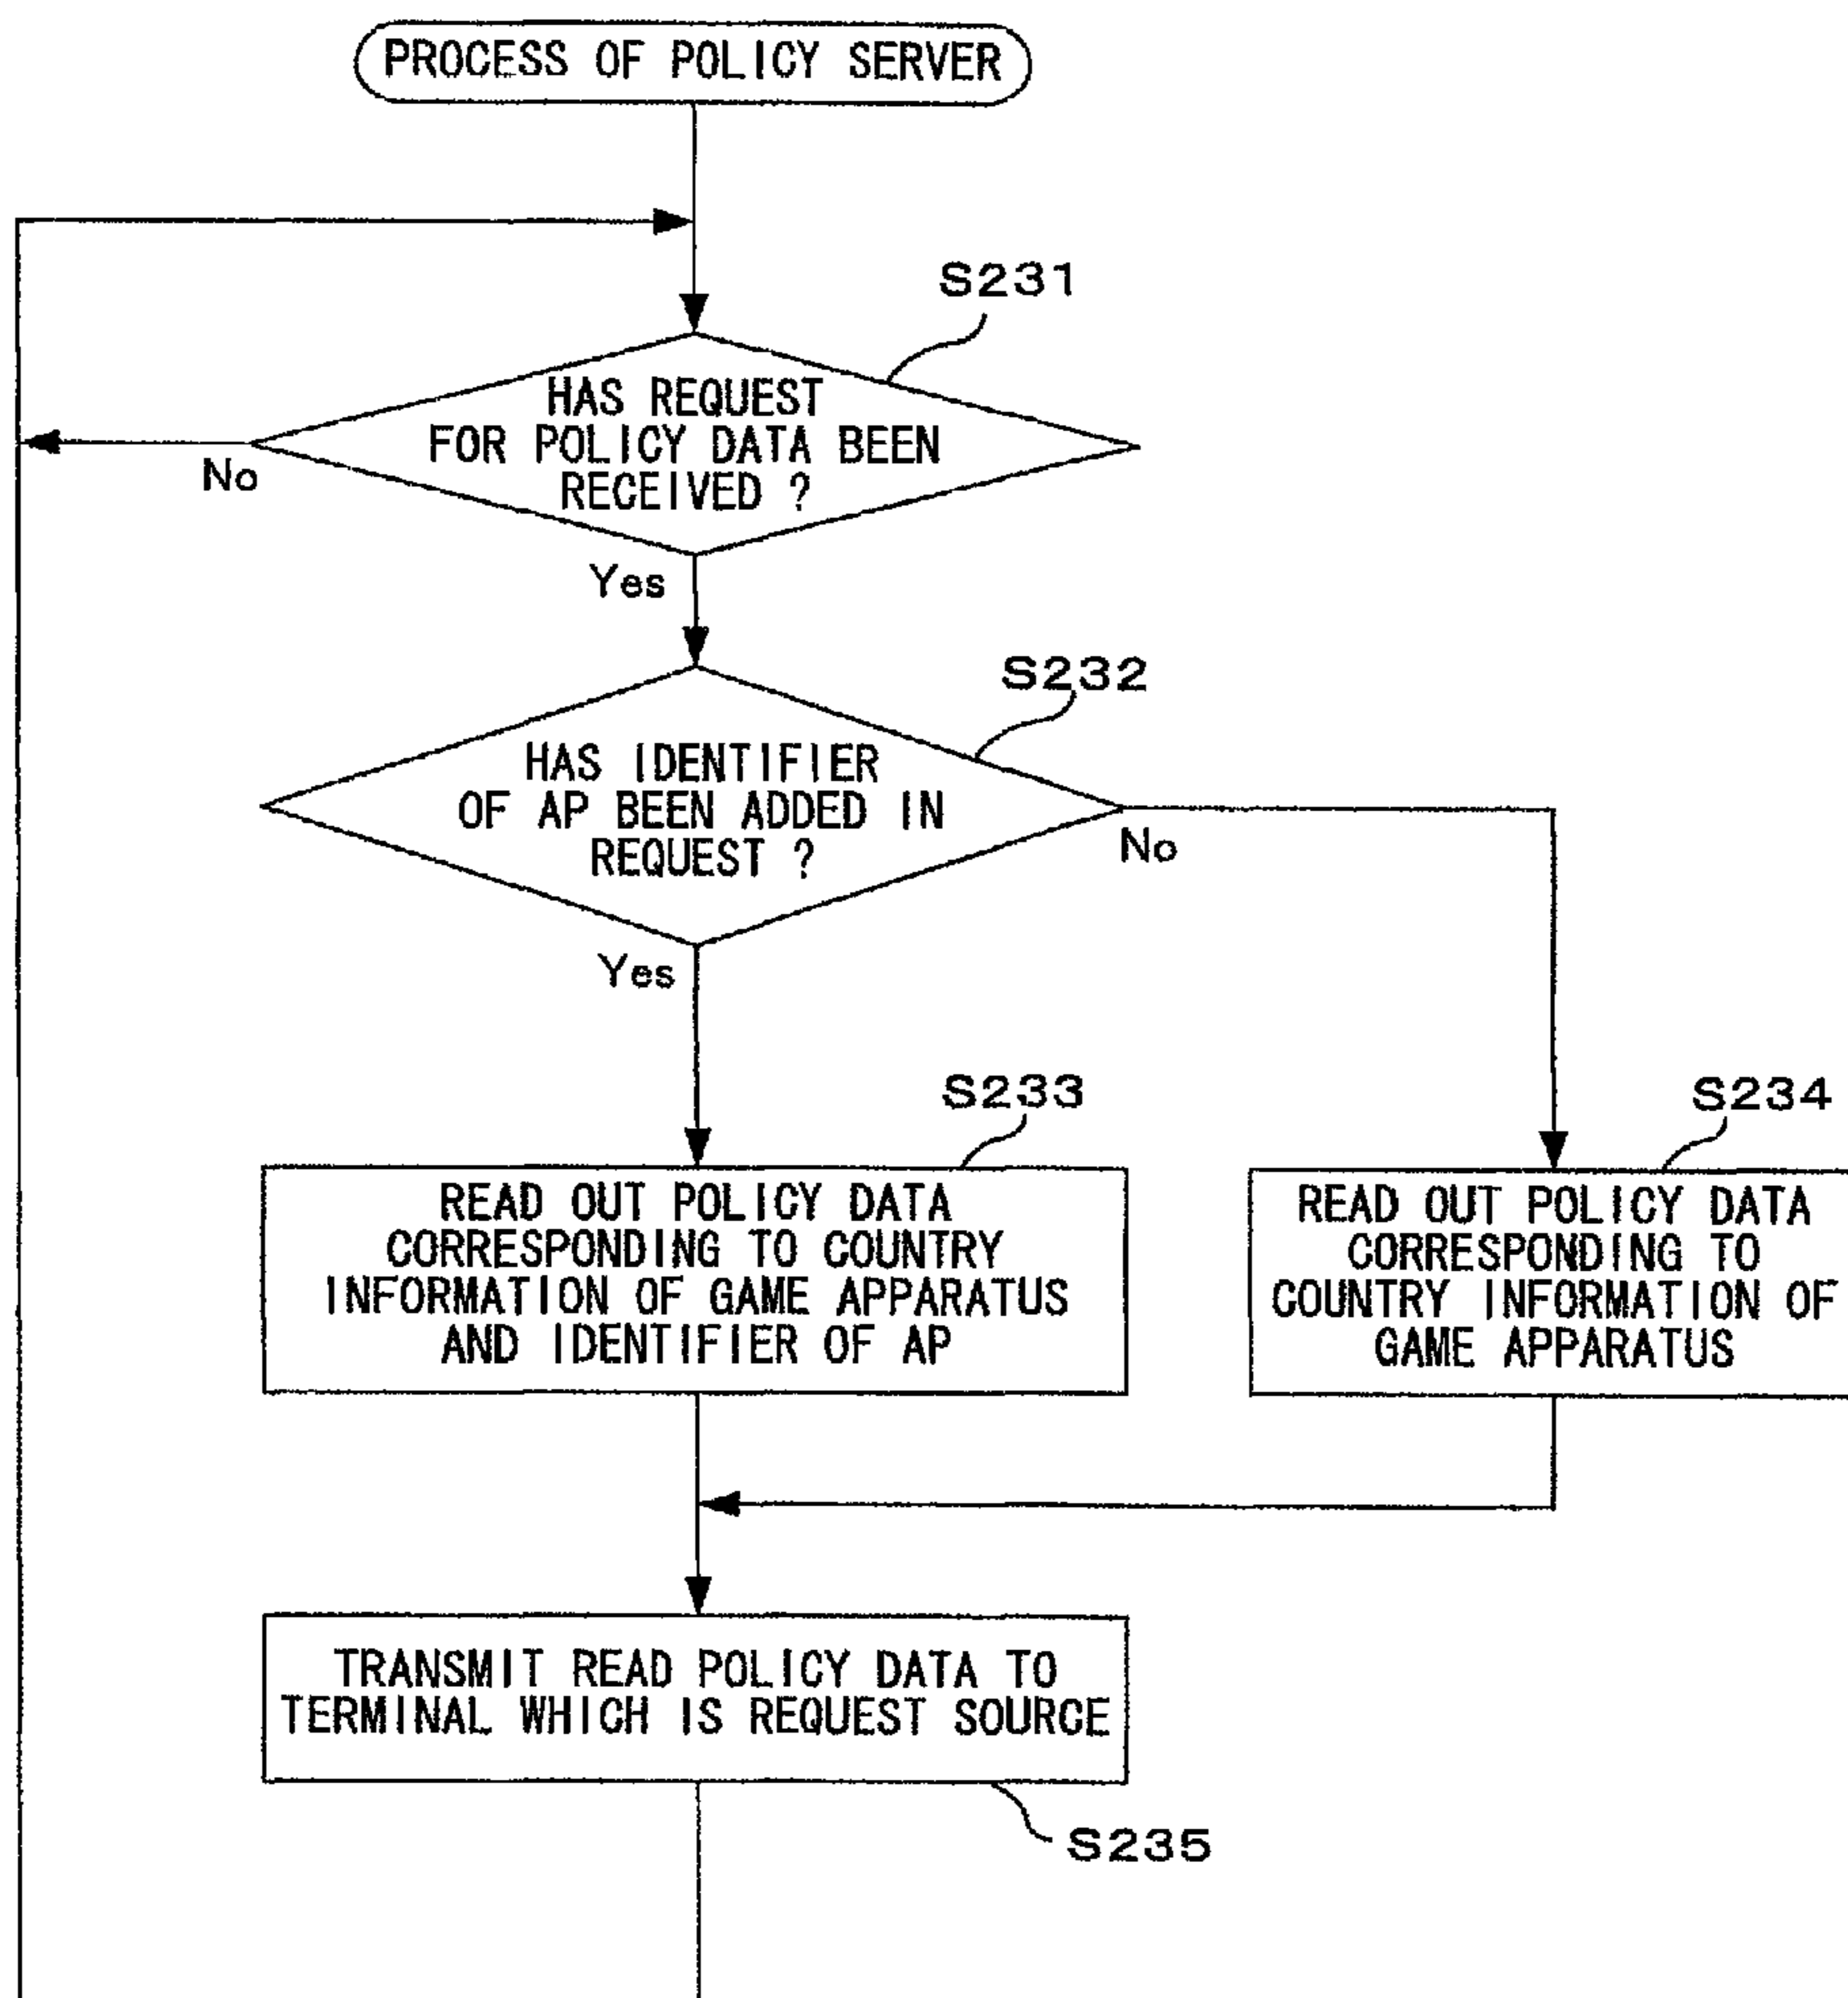 PROCESS OF POLICY SERVER
S231
HAS REQUEST
FOR POLICY DATA BEEN
RECEIVED ?
No
Yes
S232
HAS IDENTIFIER
OF AP BEEN ADDED IN
REQUEST ?
No
Yes
S233
READ OUT POLICY DATA
CORRESPONDING TO COUNTRY
INFORMATION OF GAME APPARATUS
AND IDENTIFIER OF AP
S234
READ OUT POLICY DATA
CORRESPONDING TO
COUNTRY INFORMATION OF
GAME APPARATUS
TRANSMIT READ POLICY DATA TO
TERMINAL WHICH IS REQUEST SOURCE
S235